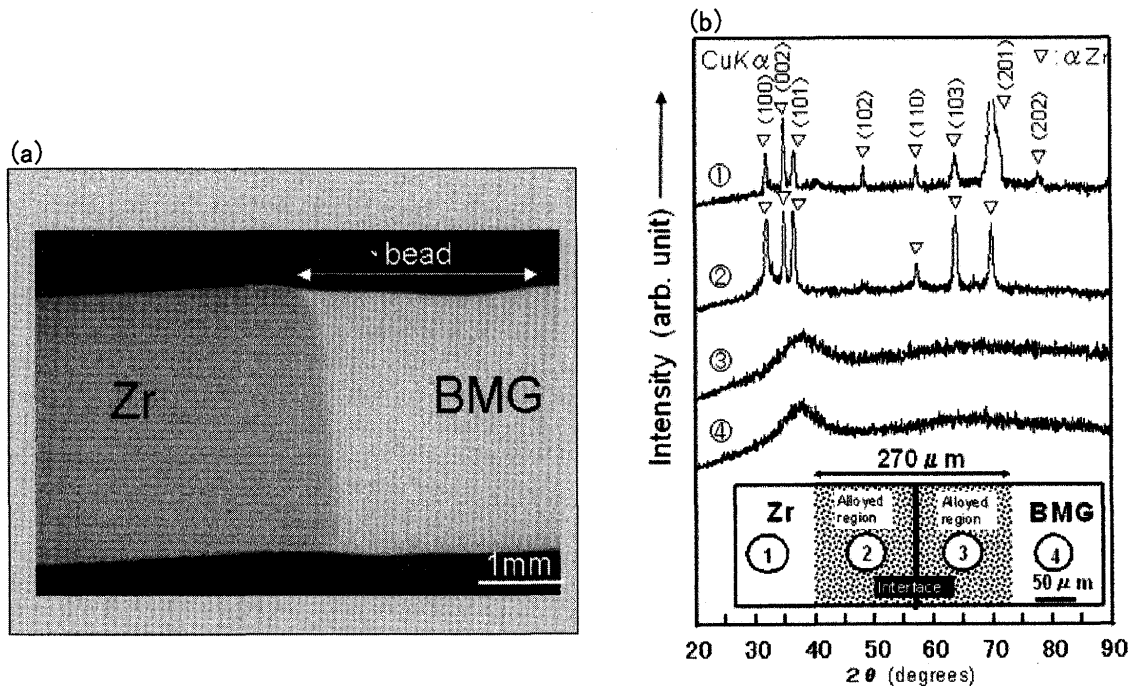 (a)
bead
Zr
BMG
1mm
(b)
CuKα
▽:αZr
(100)
(002)
(101)
(102)
(110)
(103)
(201)
(202)
①
②
③
④
Intensity (arb. unit)
270 μm
Zr
Alloyed region
Alloyed region
BMG
1
2
3
4
Interface
50 μm
20 30 40 50 60 70 80 90
2θ (degrees)